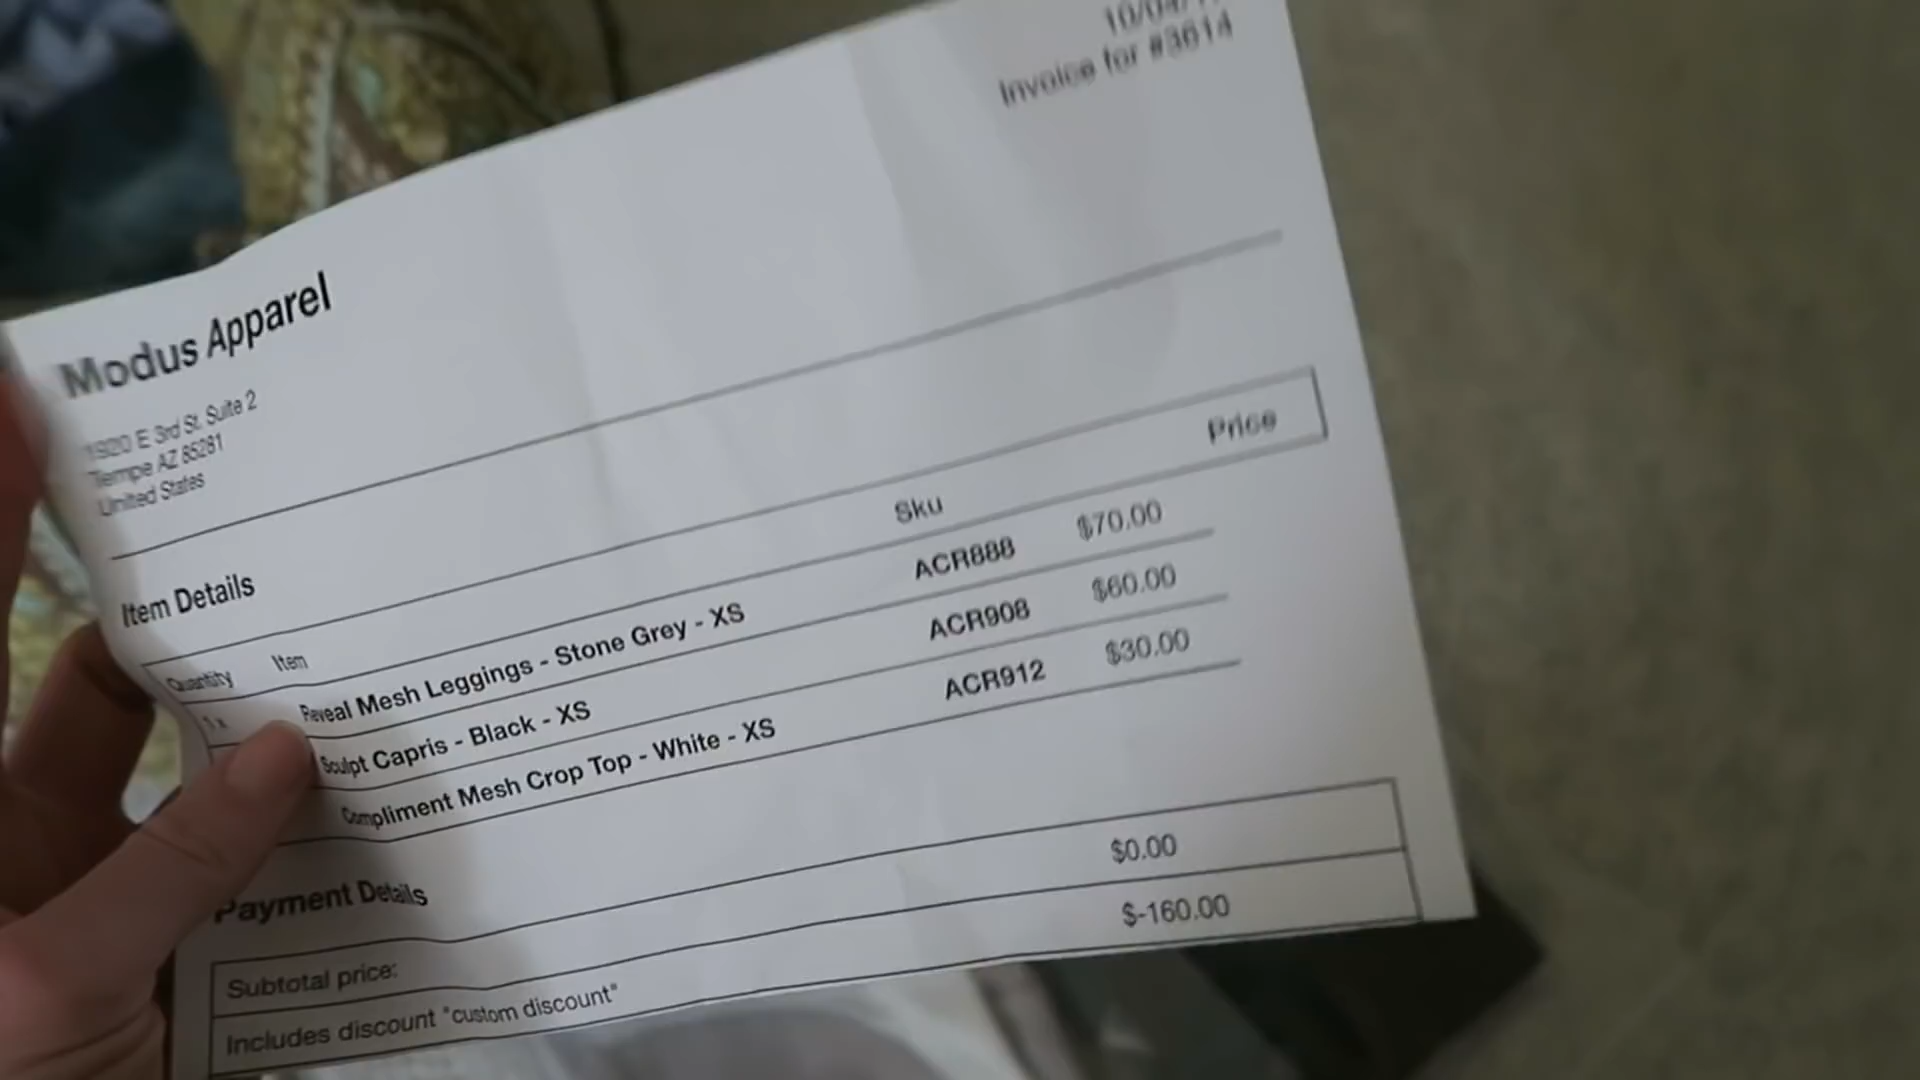 Invoice for #3614
Modus Apparel
1920 E 3rd St. Suite 2
Tempe AZ 85281
United States
Item Details
Quantity Item Sku Price
1 x Reveal Mesh Leggings - Stone Grey - XS ACR888 $70.00
Sculpt Capris - Black - XS ACR908 $60.00
Compliment Mesh Crop Top - White - XS ACR912 $30.00
Payment Details
Subtotal price: $0.00
Includes discount "custom discount" $-160.00